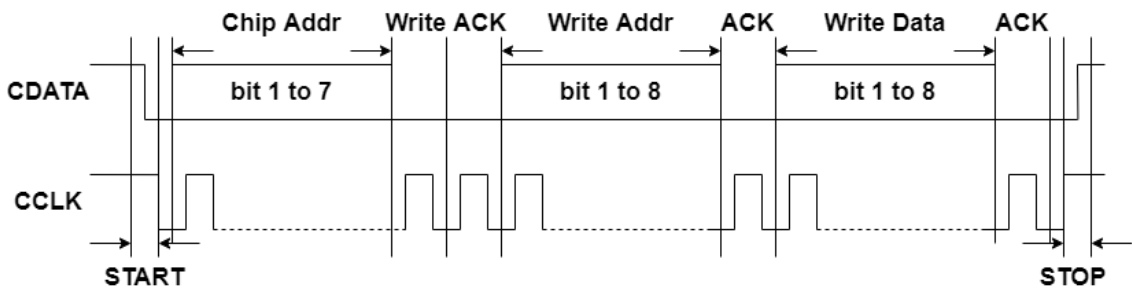 Chip Addr Write ACK Write Addr ACK Write Data ACK
CDATA bit 1 to 7 bit 1 to 8 bit 1 to 8
CCLK
START STOP